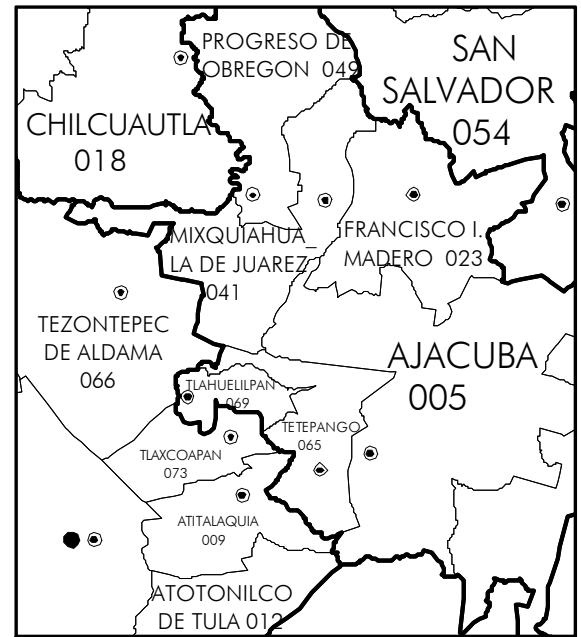 PROGRESO DE
OBREGON 049
SAN
SALVADOR
054
CHILCUAUTLA
018
MIXQUIAHUA_
LA DE JUAREZ
041
FRANCISCO I.
MADERO 023
TEZONTEPEC
DE ALDAMA
066
AJACUBA
005
TLAHUELILPAN
069
TETEPANGO
065
TLAXCOAPAN
073
ATITALAQUIA
009
ATOTONILCO
DE TULA 012